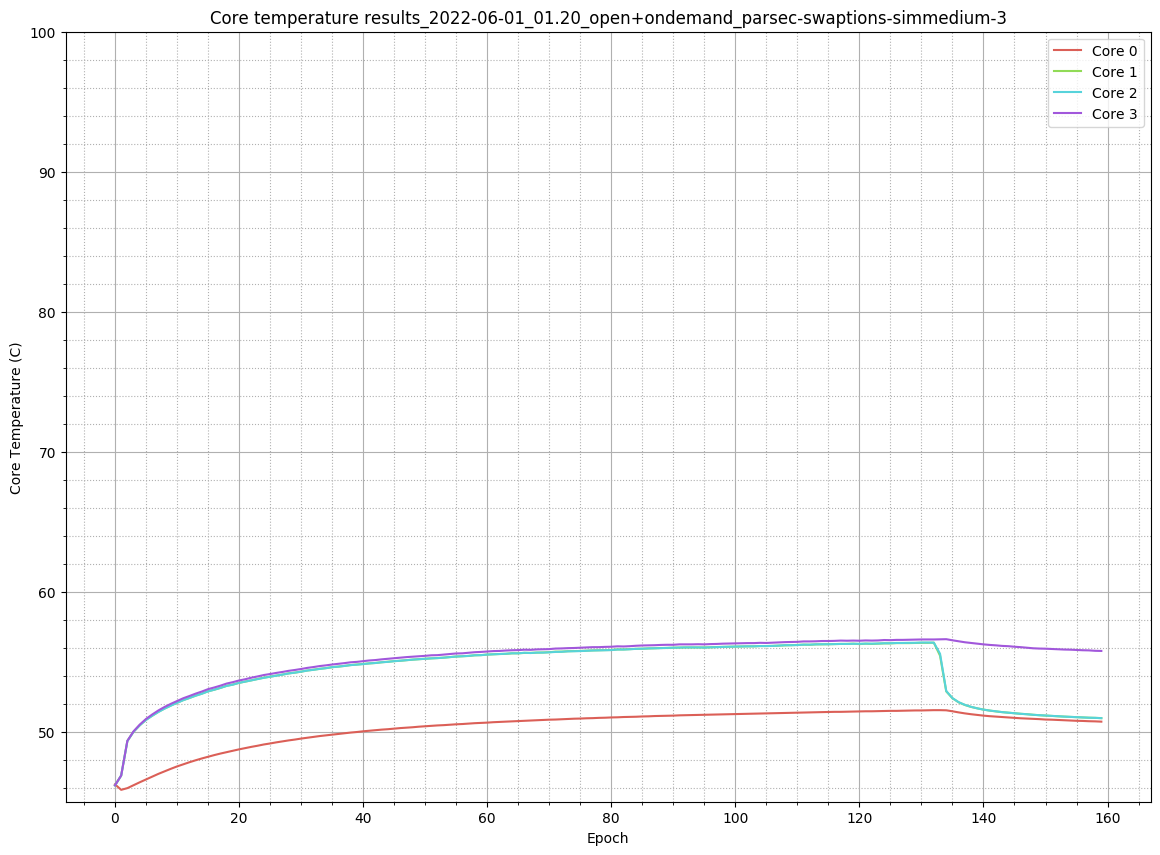 Core temperature results_2022-06-01_01.20_open+ondemand_parsec-swaptions-simmedium-3
Core 0
Core 1
Core 2
Core 3
Core Temperature (C)
100
90
80
70
60
50
0 20 40 60 80 100 120 140 160
Epoch